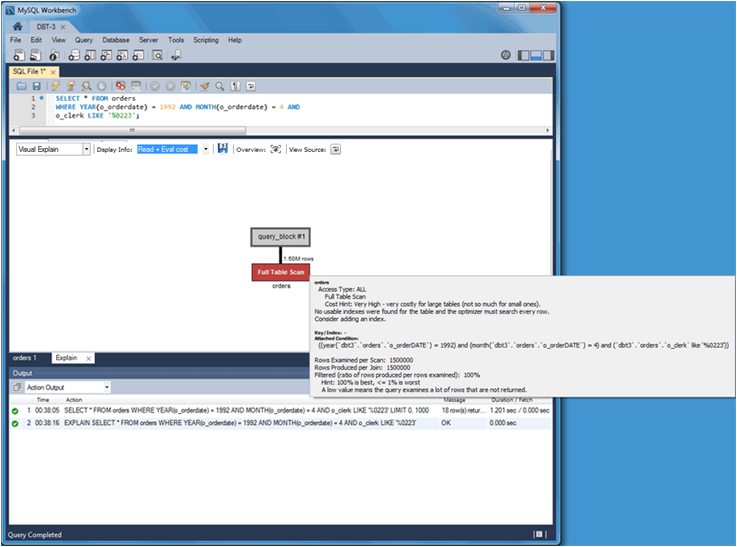 MySQL Workbench
DBT-3
File Edit View Query Database Server Tools Scripting Help
SQL File 1*
1 SELECT * FROM orders
2 WHERE YEAR(o_orderdate) = 1992 AND MONTH(o_orderdate) = 4 AND
3 o_clerk LIKE '%0223';
Visual Explain Display Info: Read + Eval cost Overview: View Source:
query_block #1
1.50M rows
Full Table Scan
orders
orders
Access Type: ALL
Full Table Scan
Cost Hint: Very High - very costly for large tables (not so much for small ones).
No usable indexes were found for the table and the optimizer must search every row.
Consider adding an index.
Key/Index: -
Attached Condition:
((year(`dbt3`.`orders`.`o_orderDATE`) = 1992) and (month(`dbt3`.`orders`.`o_orderDATE`) = 4) and (`dbt3`.`orders`.`o_clerk` like '%0223'))
Rows Examined per Scan: 1500000
Rows Produced per Join: 1500000
Filtered (ratio of rows produced per rows examined): 100%
Hint: 100% is best, <= 1% is worst
A low value means the query examines a lot of rows that are not returned.
orders 1 Explain
Output
Action Output
Time Action Message Duration / Fetch
1 00:38:05 SELECT * FROM orders WHERE YEAR(o_orderdate) = 1992 AND MONTH(o_orderdate) = 4 AND o_clerk LIKE '%0223' LIMIT 0, 1000 18 row(s) retur... 1.201 sec / 0.000 sec
2 00:38:16 EXPLAIN SELECT * FROM orders WHERE YEAR(o_orderdate) = 1992 AND MONTH(o_orderdate) = 4 AND o_clerk LIKE '%0223' OK 0.000 sec
Query Completed